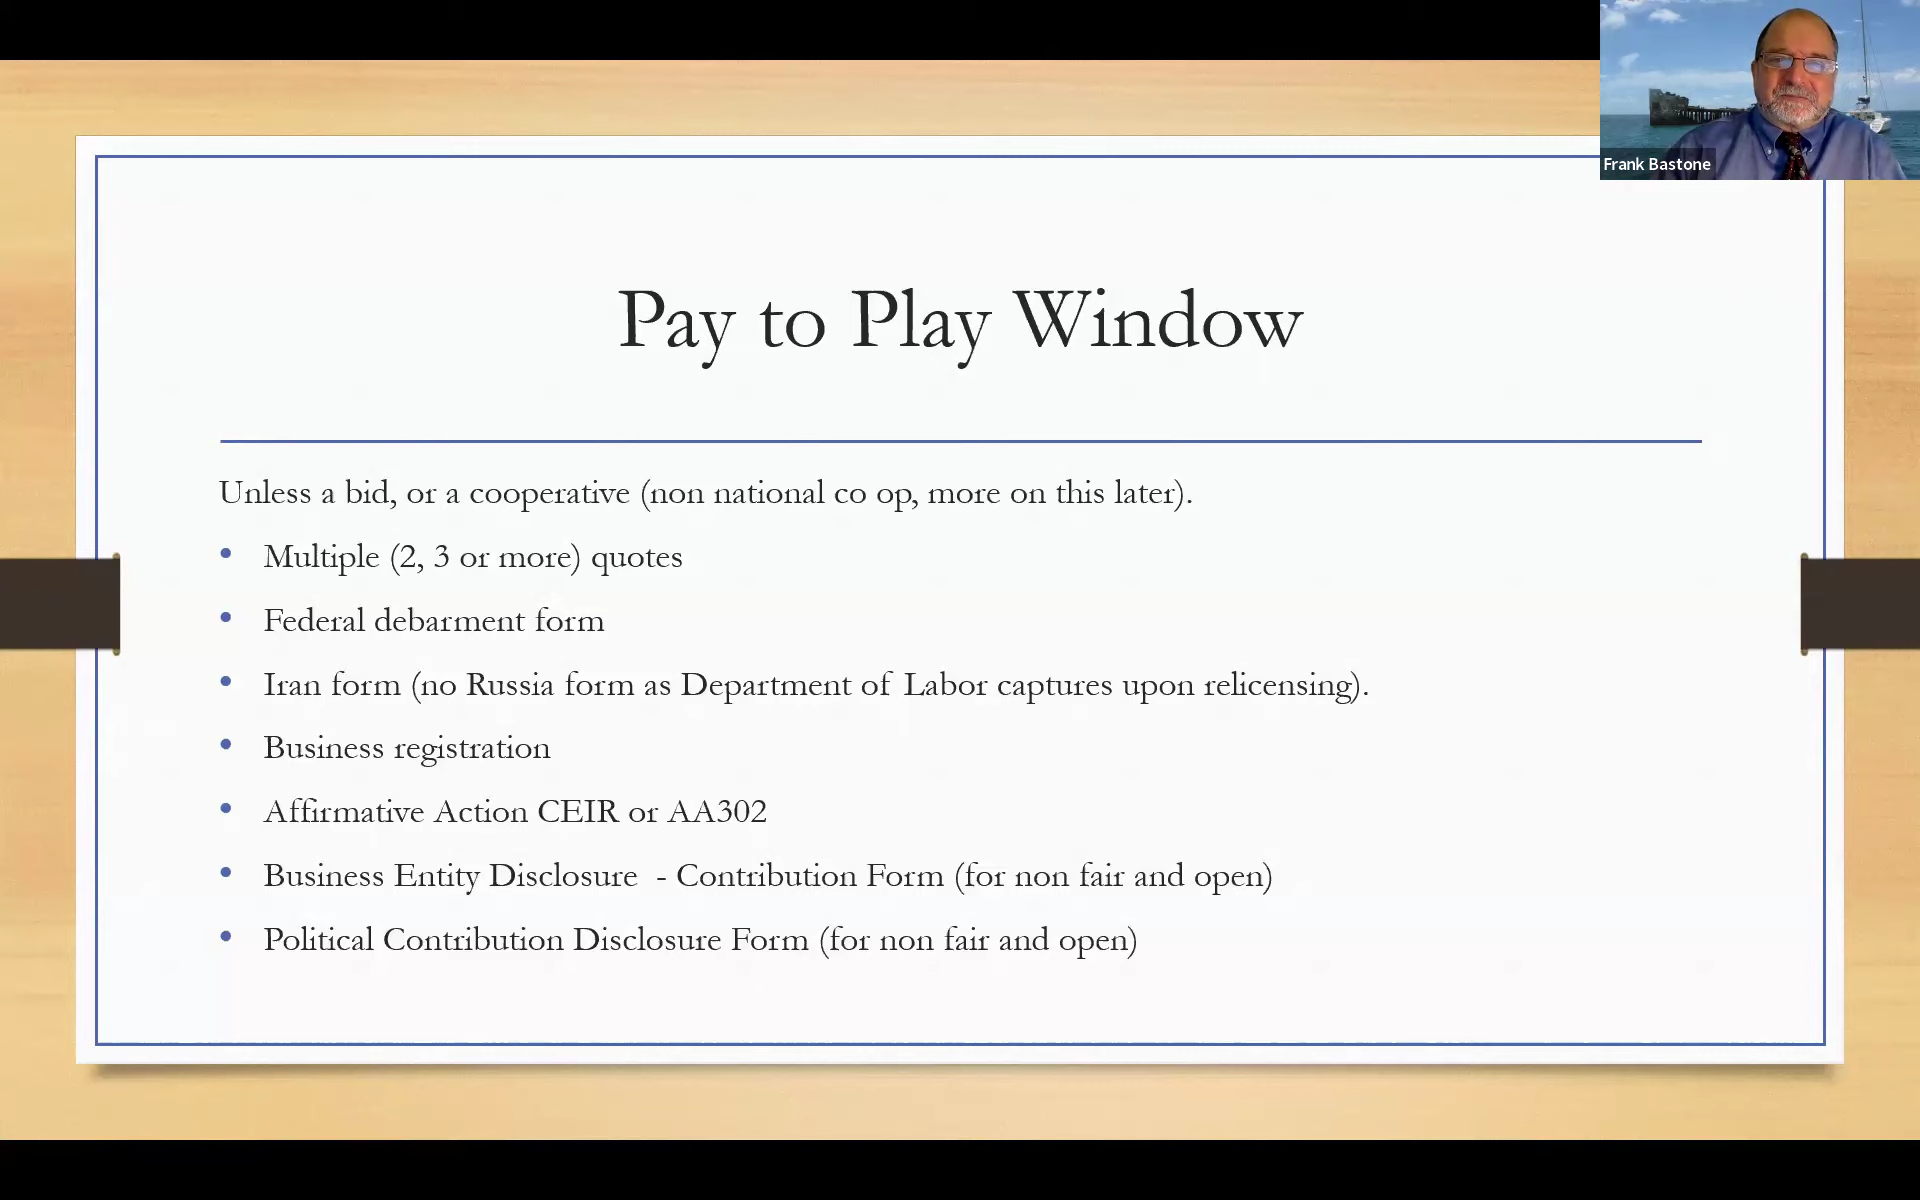 Frank Bastone
Pay to Play Window
Unless a bid, or a cooperative (non national co op, more on this later).
• Multiple (2, 3 or more) quotes
• Federal debarment form
• Iran form (no Russia form as Department of Labor captures upon relicensing).
• Business registration
• Affirmative Action CEIR or AA302
• Business Entity Disclosure - Contribution Form (for non fair and open)
• Political Contribution Disclosure Form (for non fair and open)